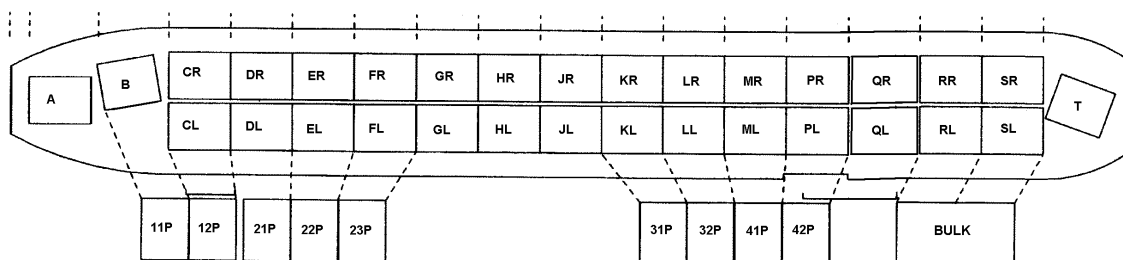 CR DR ER FR GR HR JR KR LR MR PR QR RR SR
A B T
CL DL EL FL GL HL JL KL LL ML PL QL RL SL
11P 12P 21P 22P 23P 31P 32P 41P 42P BULK